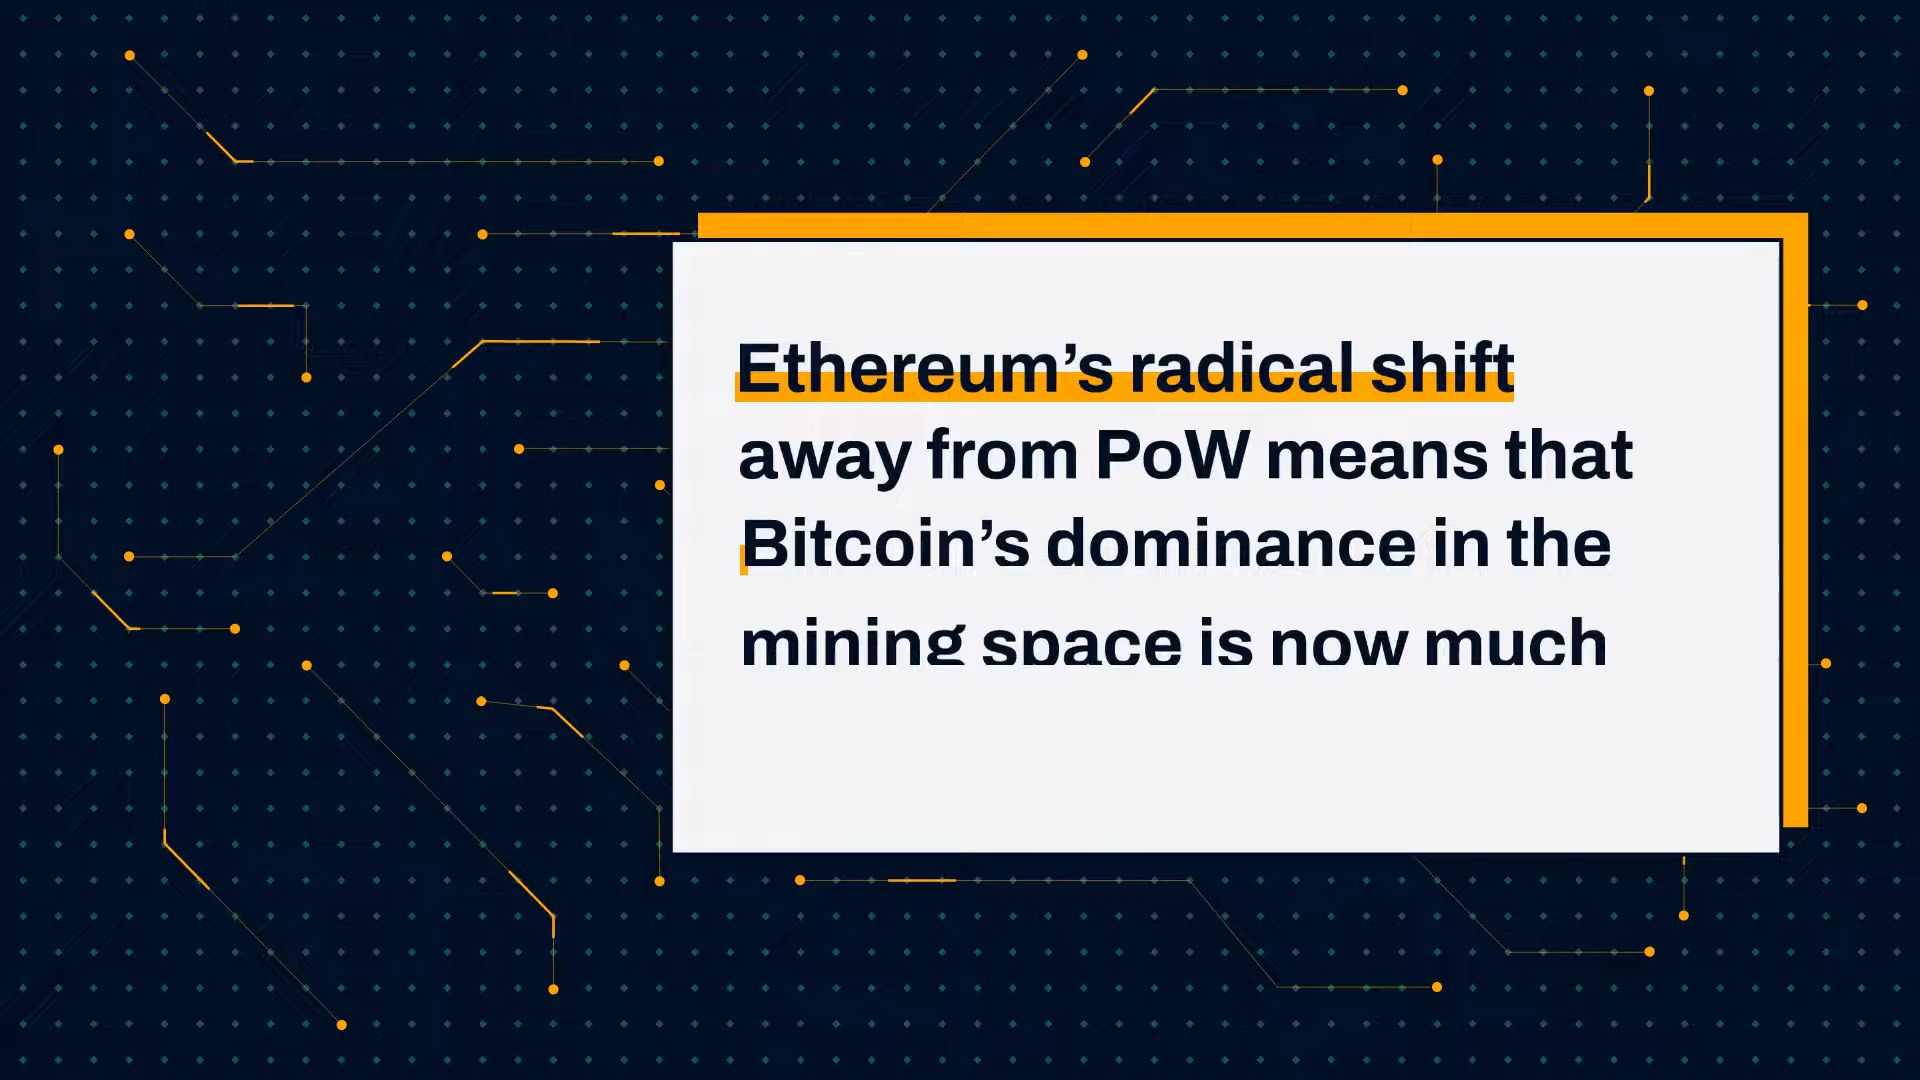 Ethereum’s radical shift
away from PoW means that
Bitcoin’s dominance in the
mining space is now much